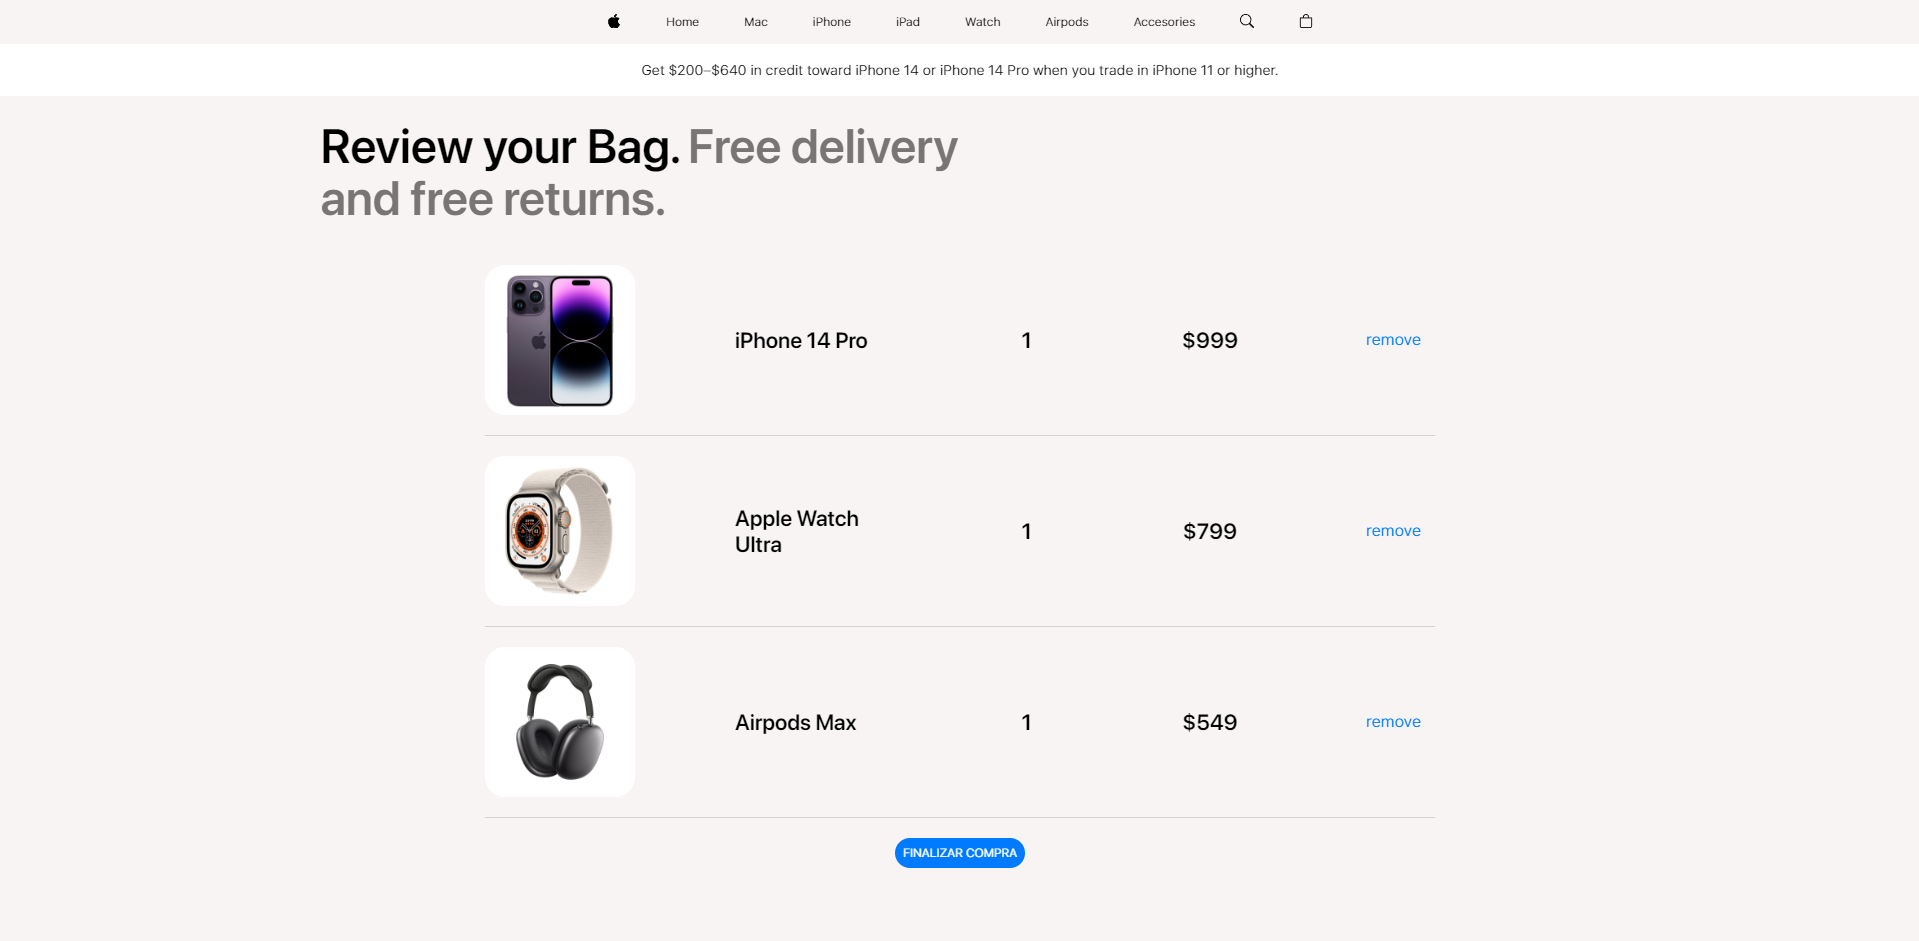 Home Mac iPhone iPad Watch Airpods Accesories
Get $200–$640 in credit toward iPhone 14 or iPhone 14 Pro when you trade in iPhone 11 or higher.
Review your Bag. Free delivery
and free returns.
iPhone 14 Pro 1 $999 remove
Apple Watch
Ultra 1 $799 remove
Airpods Max 1 $549 remove
FINALIZAR COMPRA